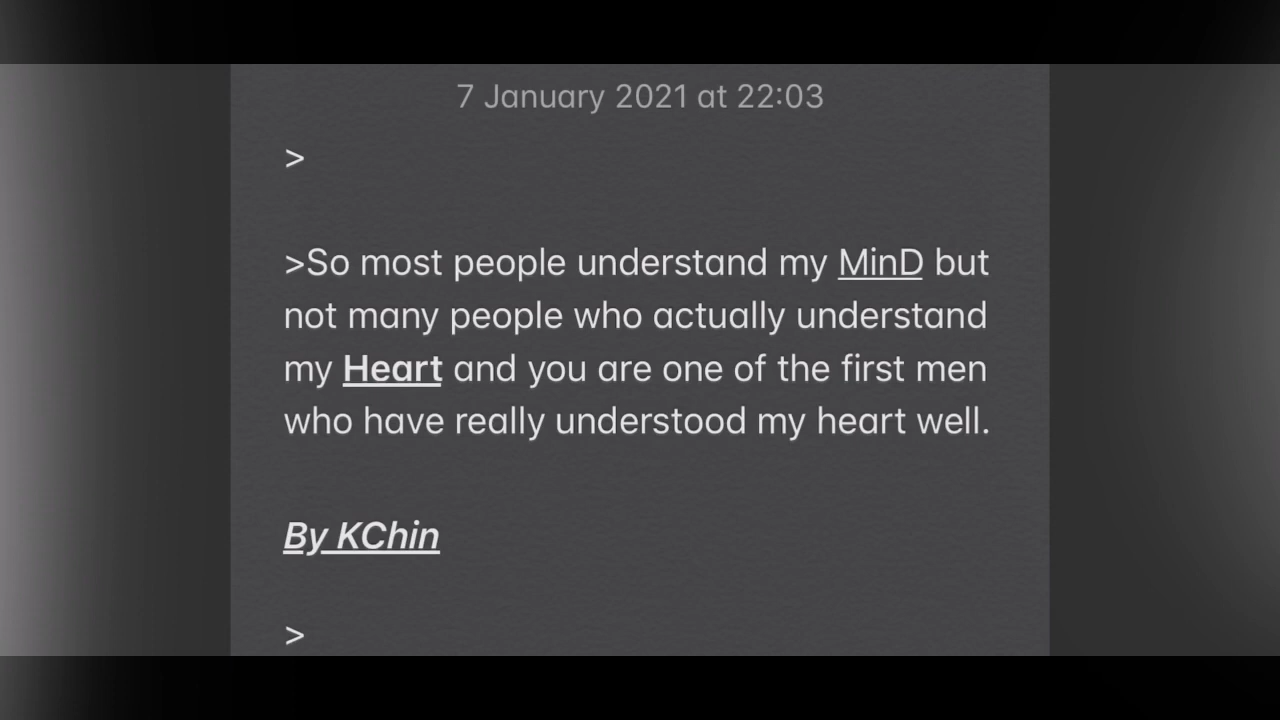 7 January 2021 at 22:03
>
>So most people understand my MinD but
not many people who actually understand
my Heart and you are one of the first men
who have really understood my heart well.
By KChin
>